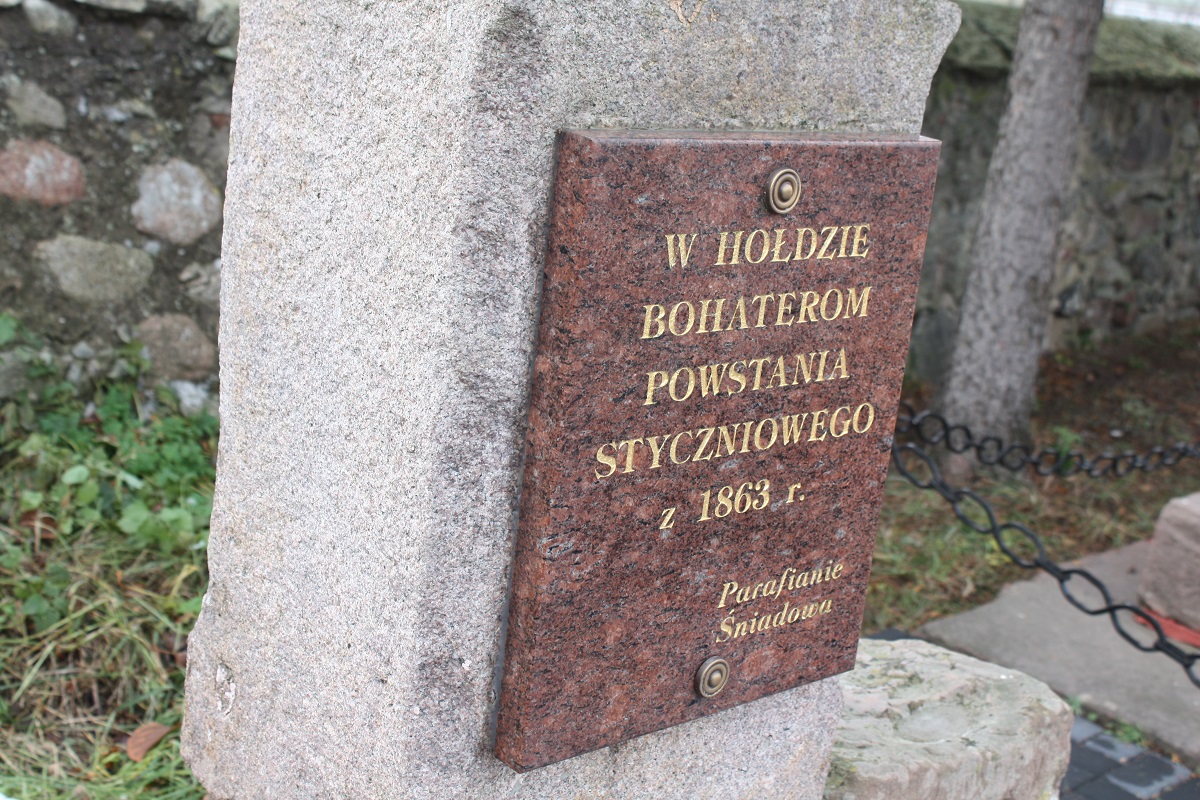 W HOŁDZIE
BOHATEROM
POWSTANIA
STYCZNIOWEGO
z 1863 r.
Parafianie
Śniadowa